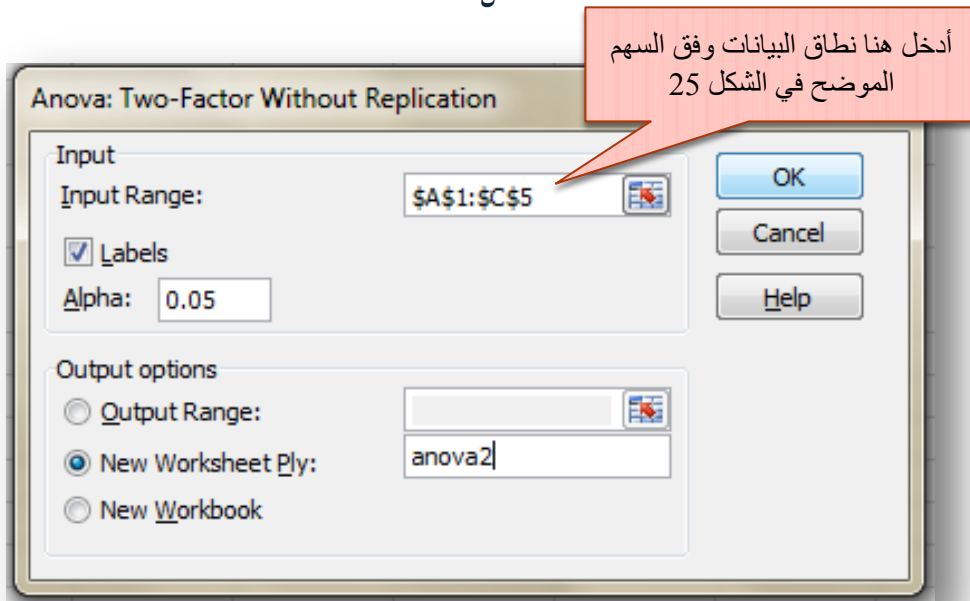 أدخل هنا نطاق البيانات وفق السهم
الموضح في الشكل 25
Anova: Two-Factor Without Replication
Input
Input Range:
$A$1:$C$5
Labels
Alpha:
0.05
OK
Cancel
Help
Output options
Output Range:
New Worksheet Ply:
anova2
New Workbook